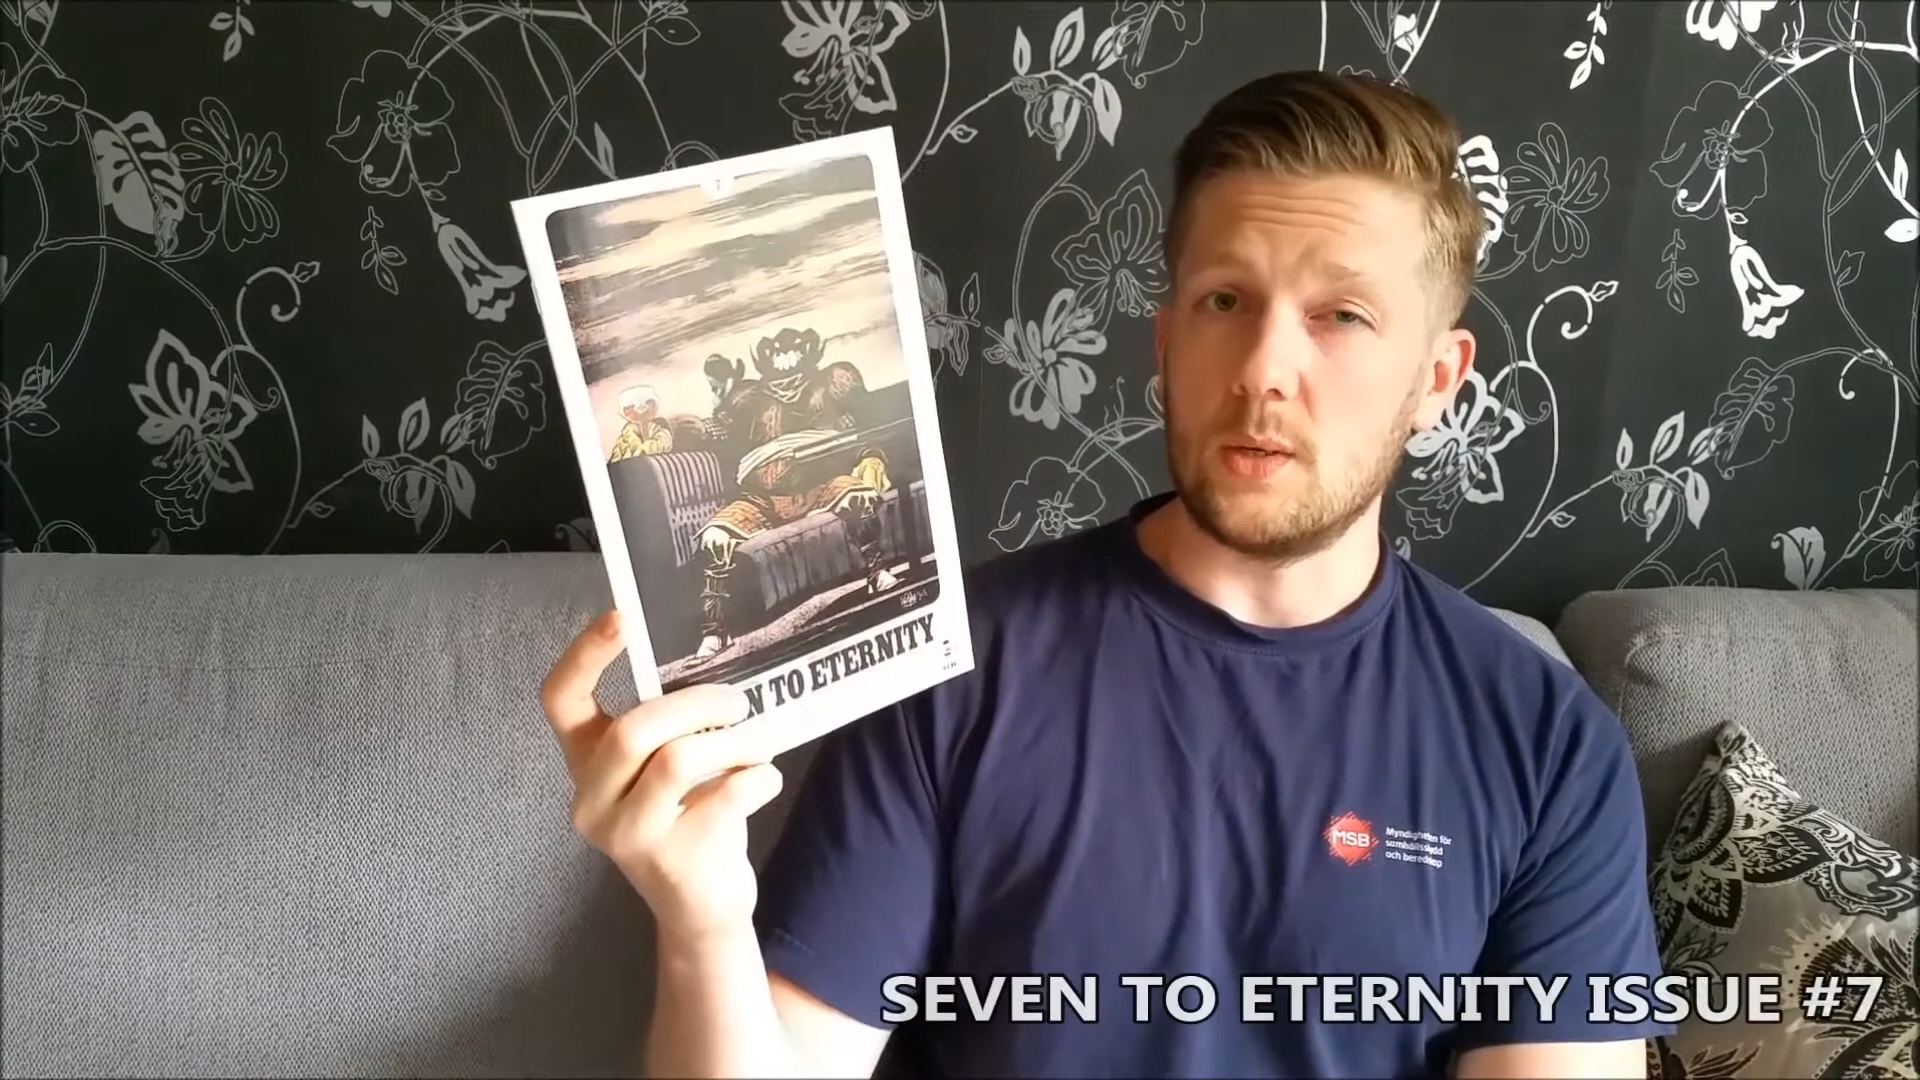 N TO ETERNITY
MSB
Myndigheten för
samhällsskydd
och beredskap
SEVEN TO ETERNITY ISSUE #7